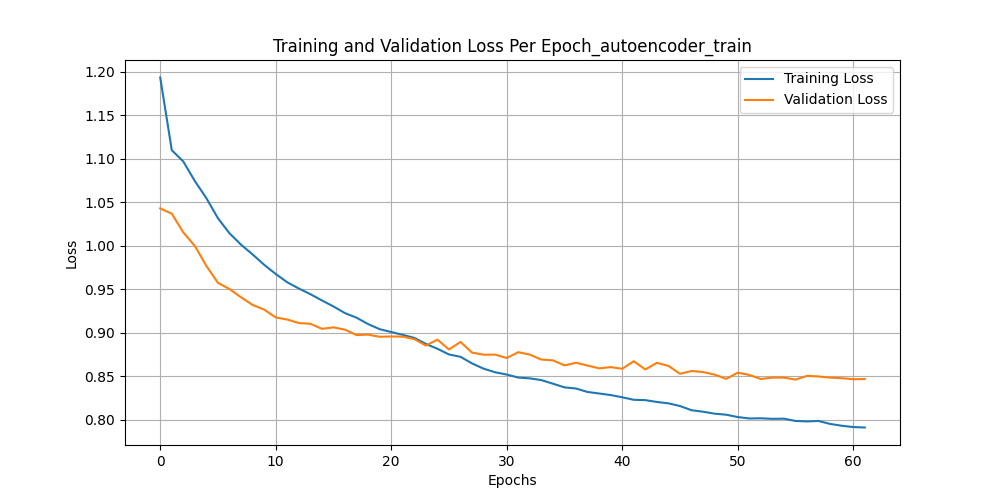 Training and Validation Loss Per Epoch_autoencoder_train
Training Loss
Validation Loss
Loss
1.20
1.15
1.10
1.05
1.00
0.95
0.90
0.85
0.80
0 10 20 30 40 50 60
Epochs